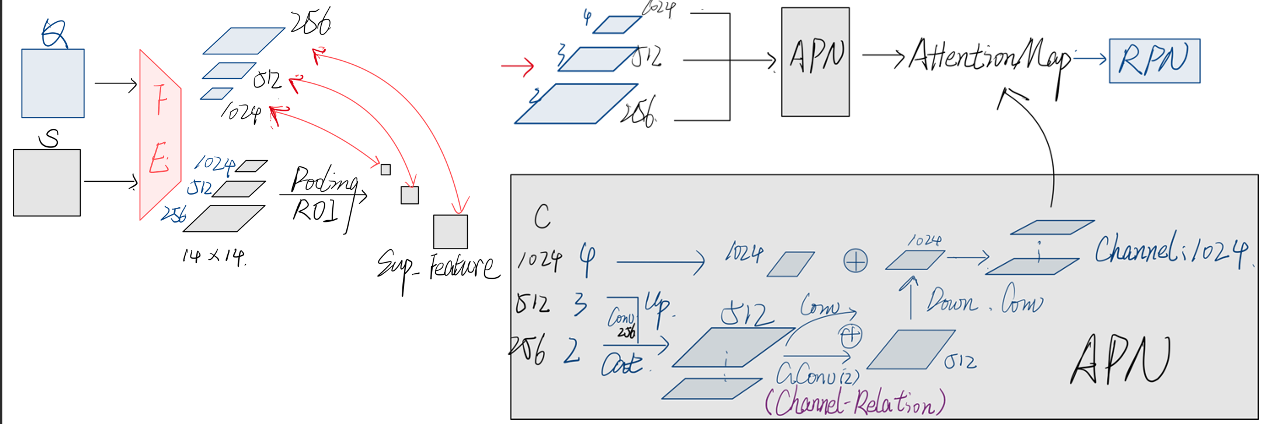 Q
256
512
1024
F
E
S
1024
512
256
14 × 14
Pooling
ROI
Sup_Feature
4
1024
3
512
2
256
APN
AttentionMap
RPN
C
1024 4
1024
⊕
1024
Channel:1024
512 3
Conv
256
Up.
256 2
Cat.
512
Conv
⊕
G.Conv(2)
(Channel-Relation)
512
Down. Conv
APN